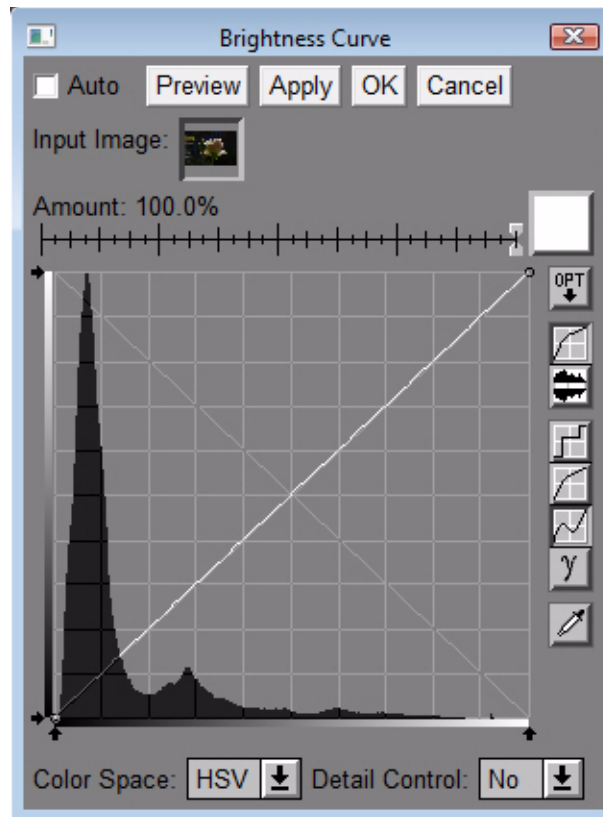 Brightness Curve
Auto Preview Apply OK Cancel
Input Image:
Amount: 100.0%
OPT
γ
Color Space: HSV Detail Control: No